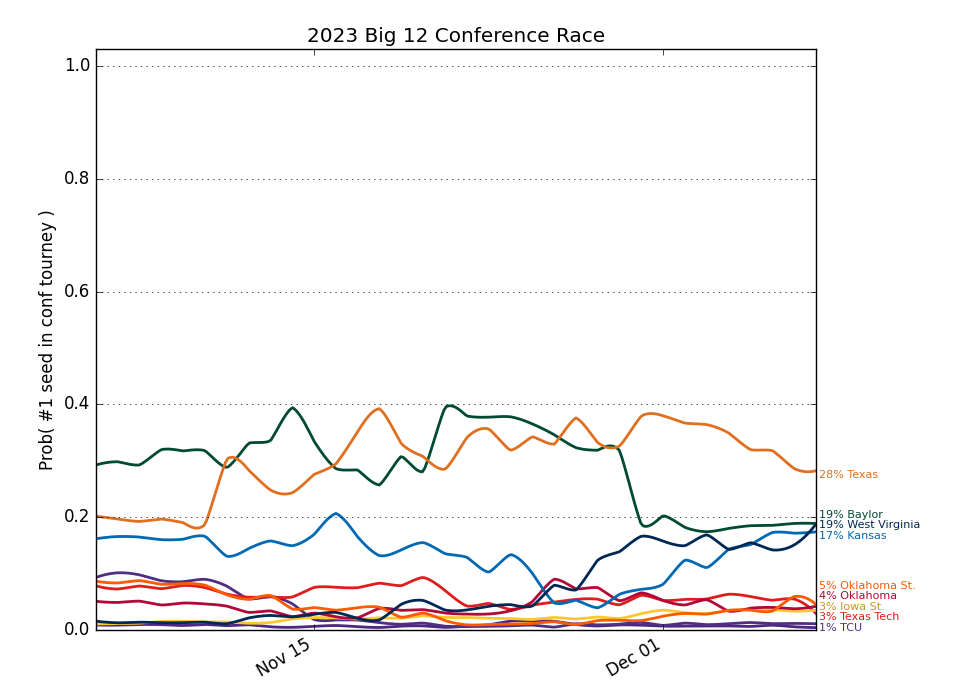 2023 Big 12 Conference Race
Prob( #1 seed in conf tourney )
1.0
0.8
0.6
0.4
0.2
0.0
Nov 15
Dec 01
28% Texas
19% Baylor
19% West Virginia
17% Kansas
5% Oklahoma St.
4% Oklahoma
3% Iowa St.
3% Texas Tech
1% TCU